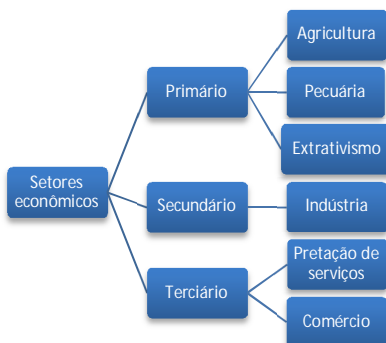 Setores
econômicos
Primário
Agricultura
Pecuária
Extrativismo
Secundário
Indústria
Terciário
Pretação de
serviços
Comércio